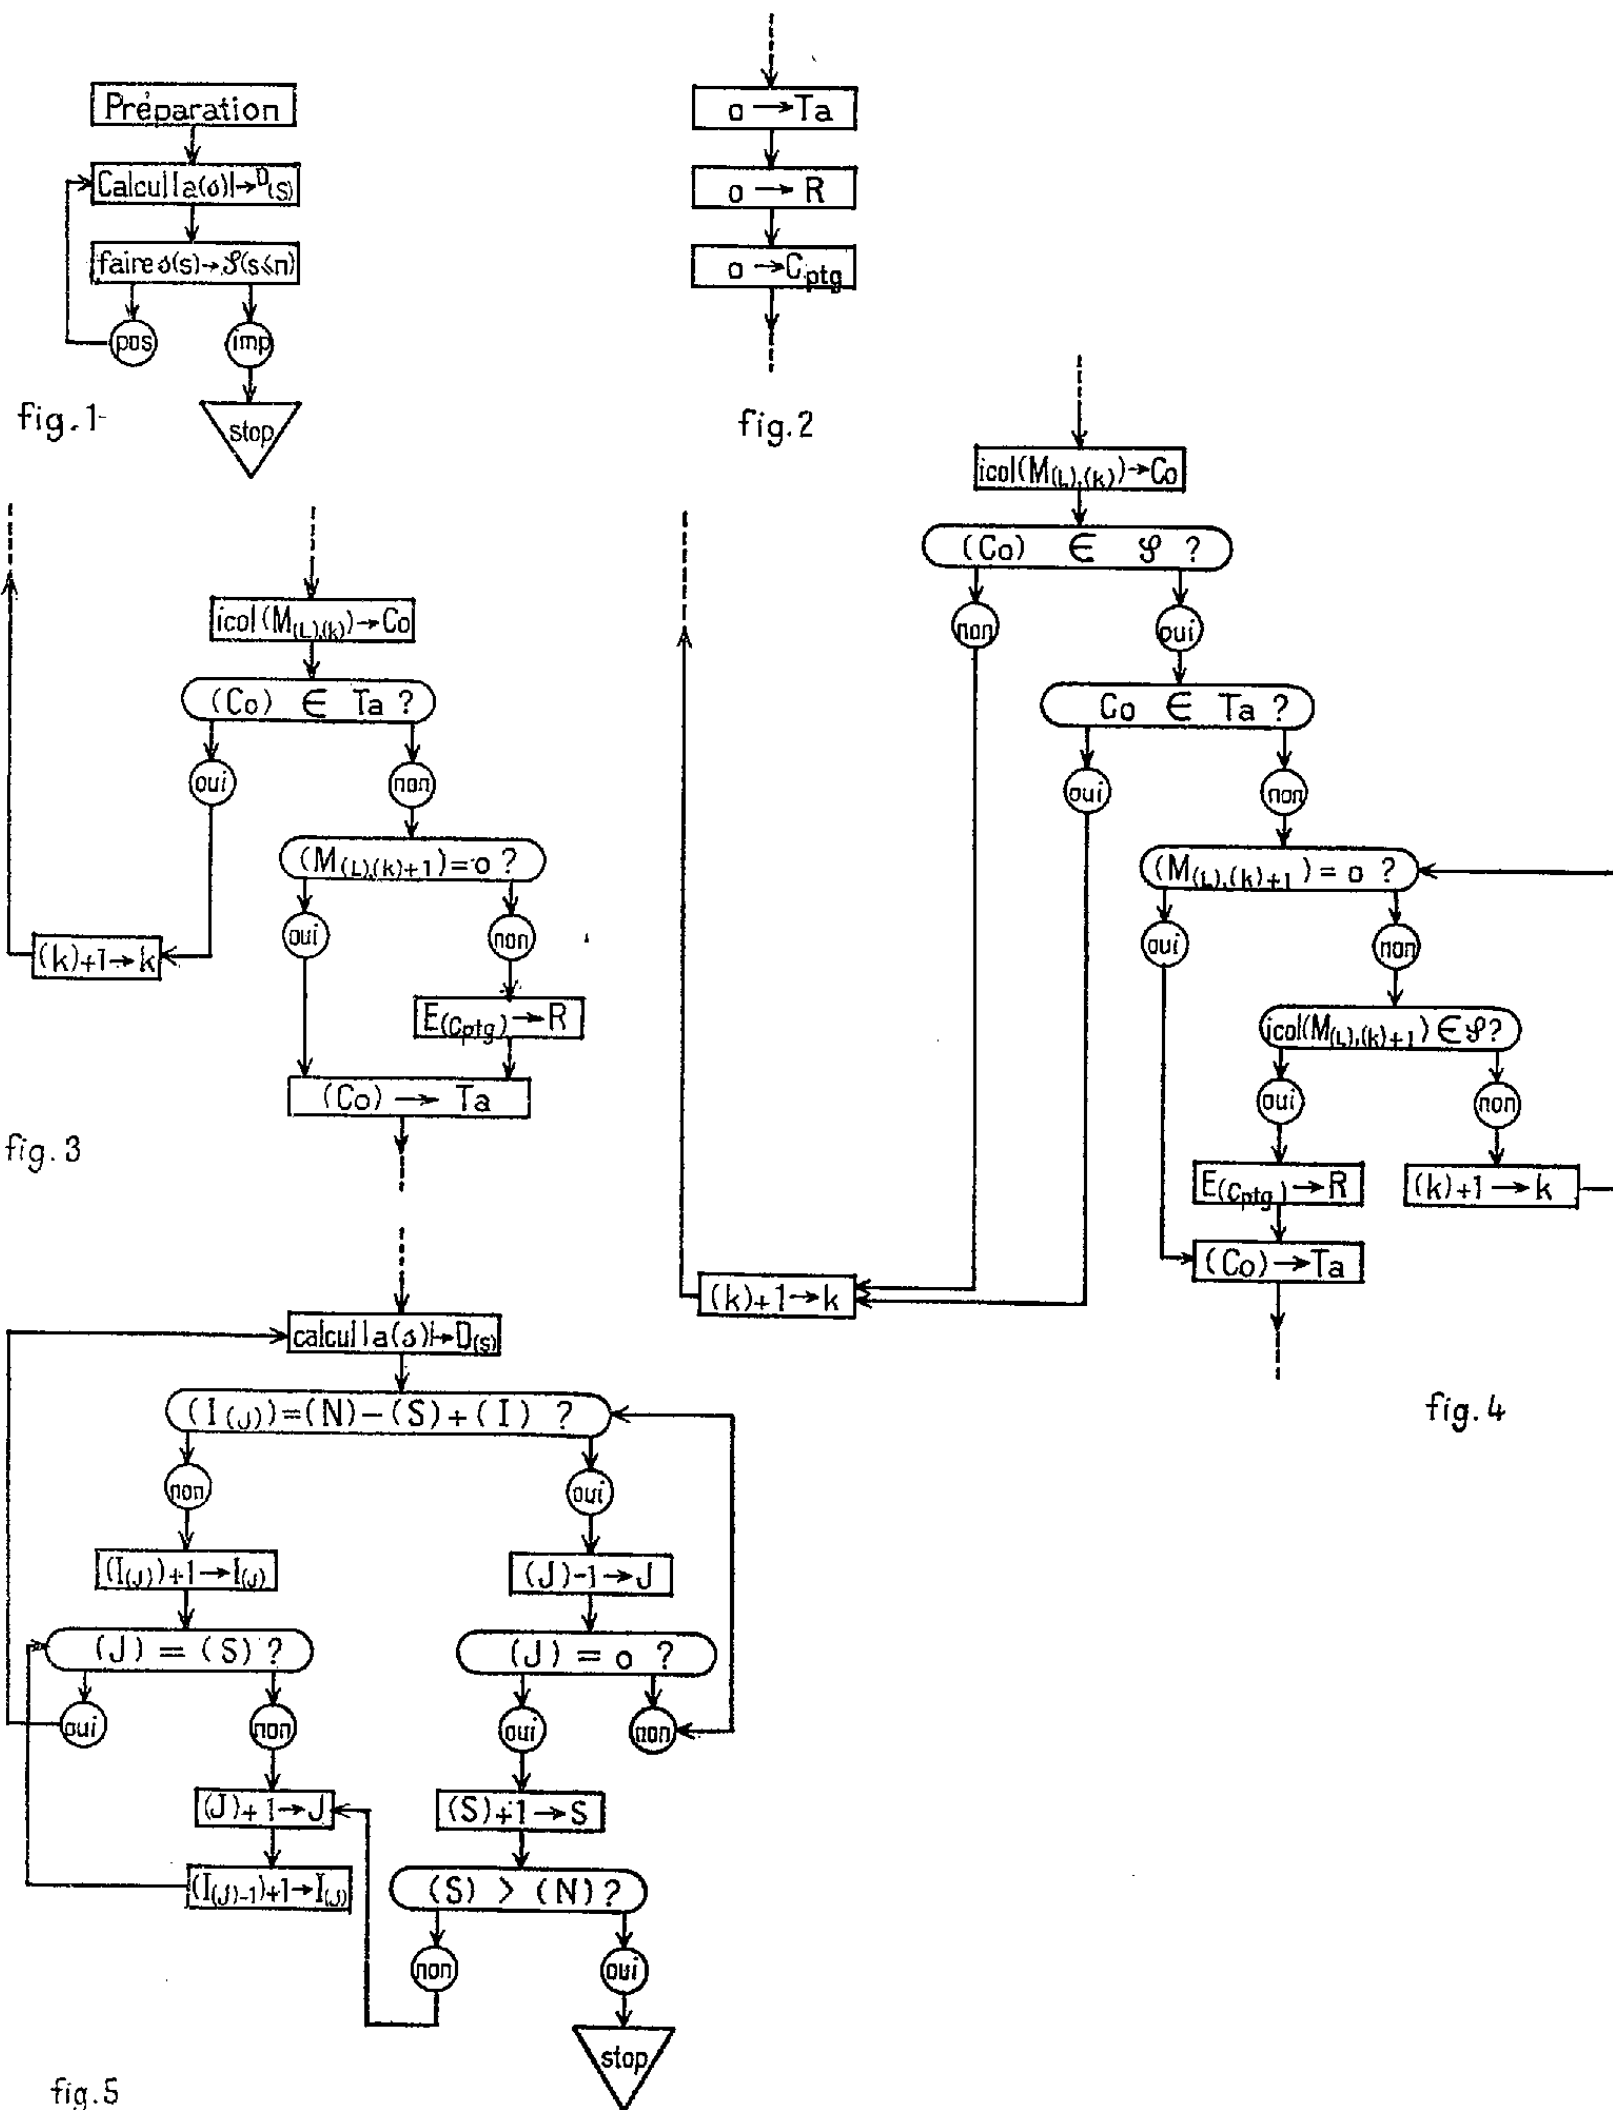 Préparation
Calcul|a(s)|→D(S)
faire s(s)→𝒮(s≤n)
pos
imp
stop
fig.1
o → Ta
o → R
o → Cptg
fig.2
icol(M(L),(k))→Co
(Co) ∈ Ta ?
oui
non
(M(L),(k)+1)=o ?
oui
non
(k)+1→k
E(Cptg)→R
(Co) → Ta
fig.3
icol(M(L),(k))→Co
(Co) ∈ 𝒮 ?
non
oui
Co ∈ Ta ?
oui
non
(M(L),(k)+1) = o ?
oui
non
icol(M(L),(k)+1) ∈ 𝒮?
oui
non
E(Cptg)→R
(k)+1→k
(Co)→Ta
(k)+1→k
fig.4
calcul|a(s)|→D(S)
(I(J))=(N)-(S)+(I) ?
non
oui
(I(J))+1→I(J)
(J)-1→J
(J) = (S) ?
(J) = o ?
oui
non
oui
non
(J)+1→J
(S)+1→S
(I(J)-1)+1→I(J)
(S) > (N)?
non
oui
stop
fig.5